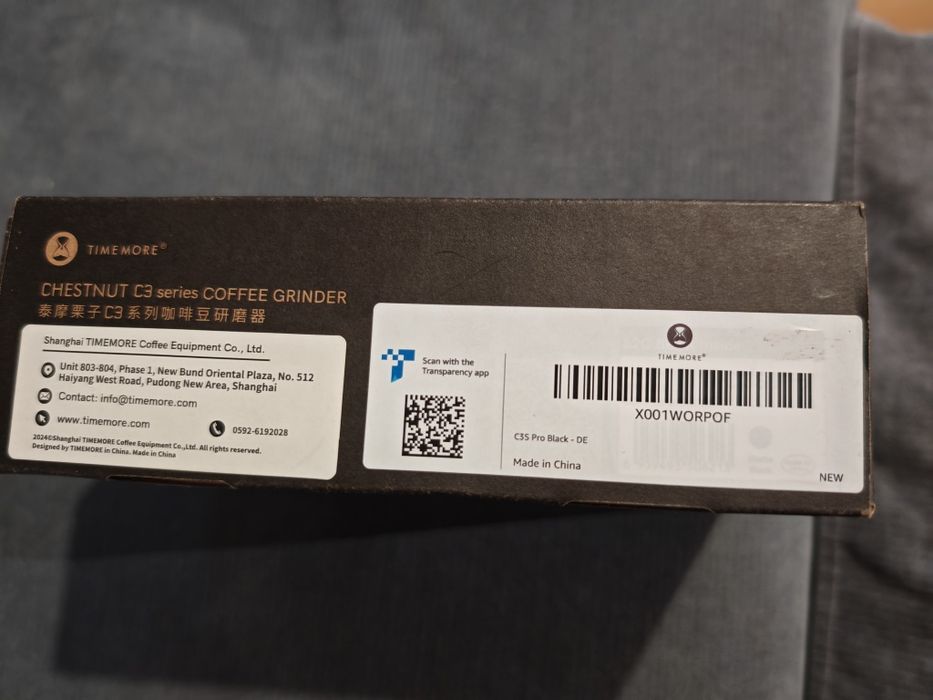 TIMEMORE®
CHESTNUT C3 series COFFEE GRINDER
泰摩栗子C3系列咖啡豆研磨器
Shanghai TIMEMORE Coffee Equipment Co., Ltd.
Unit 803-804, Phase 1, New Bund Oriental Plaza, No. 512
Haiyang West Road, Pudong New Area, Shanghai
Contact: info@timemore.com
www.timemore.com
0592-6192028
2024©Shanghai TIMEMORE Coffee Equipment Co.,Ltd. All rights reserved.
Designed by TIMEMORE in China. Made in China
Scan with the
Transparency app
TIMEMORE®
X001WORPOF
C3S Pro Black - DE
Made in China
NEW